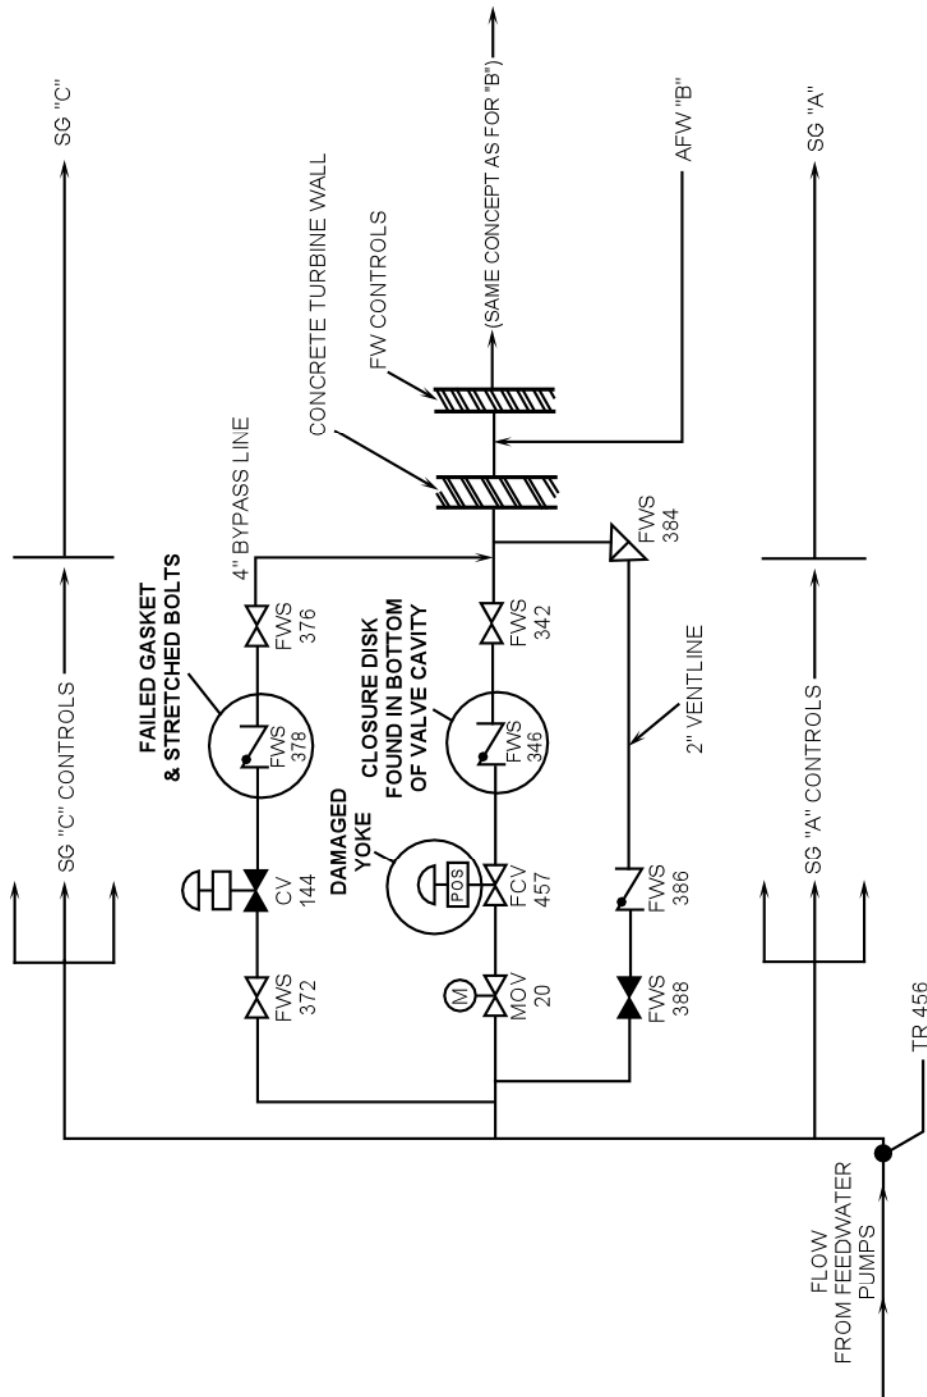 SG "C"
SG "C" CONTROLS
4" BYPASS LINE
CONCRETE TURBINE WALL
FW CONTROLS
(SAME CONCEPT AS FOR "B")
AFW "B"
SG "A"
FAILED GASKET
& STRETCHED BOLTS
FWS
372
CV
144
FWS
378
FWS
376
DAMAGED
YOKE
CLOSURE DISK
FOUND IN BOTTOM
OF VALVE CAVITY
M
MOV
20
POS
FCV
457
FWS
346
FWS
342
FWS
388
FWS
386
FWS
384
2" VENTLINE
SG "A" CONTROLS
FLOW
FROM FEEDWATER
PUMPS
TR 456